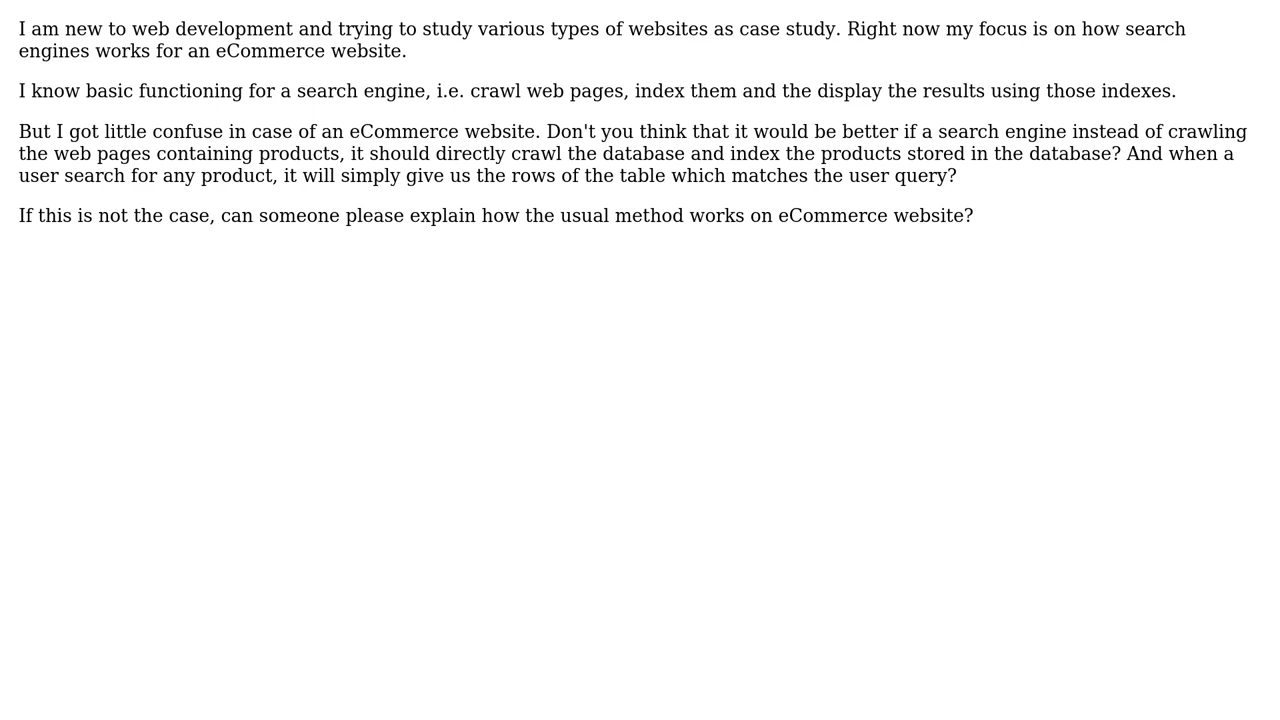 I am new to web development and trying to study various types of websites as case study. Right now my focus is on how search
engines works for an eCommerce website.
I know basic functioning for a search engine, i.e. crawl web pages, index them and the display the results using those indexes.
But I got little confuse in case of an eCommerce website. Don't you think that it would be better if a search engine instead of crawling
the web pages containing products, it should directly crawl the database and index the products stored in the database? And when a
user search for any product, it will simply give us the rows of the table which matches the user query?
If this is not the case, can someone please explain how the usual method works on eCommerce website?